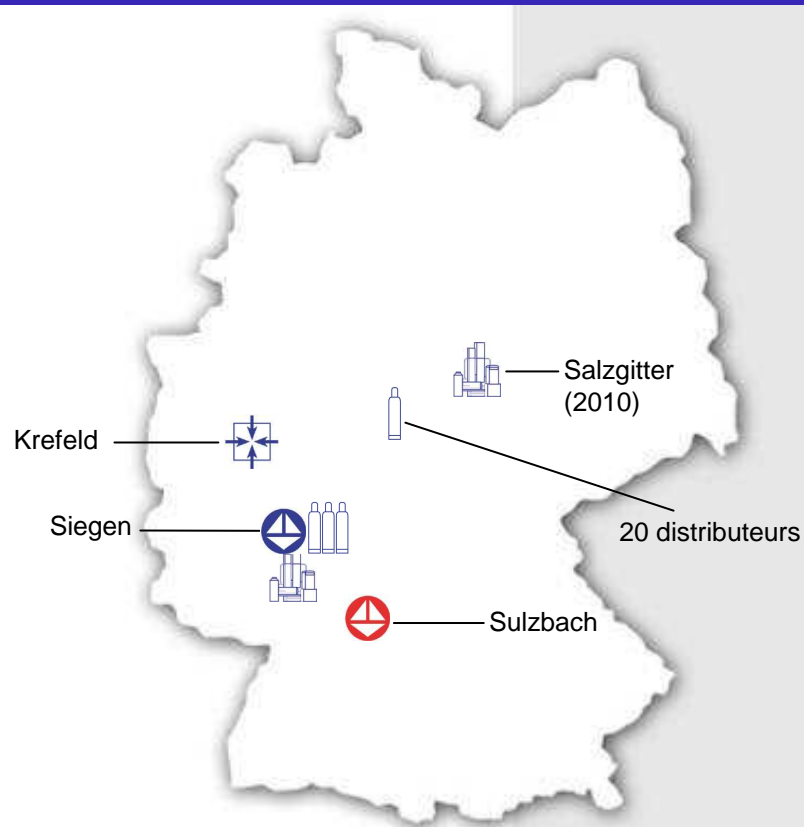 Salzgitter
(2010)
Krefeld
Siegen
20 distributeurs
Sulzbach